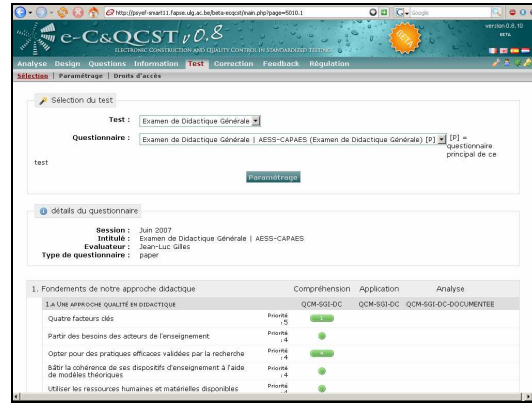 http://psyef-smart11.fapse.ulg.ac.be/beta-ecqcst/main.php?page=5010.1
Google
e-C&QCST v0.8
ELECTRONIC CONSTRUCTION AND QUALITY CONTROL IN STANDARDIZED TESTING
BETA
version 0.8.10
BETA
Analyse Design Questions Information Test Correction Feedback Régulation
Sélection | Paramétrage | Droits d'accès
Sélection du test
Test : Examen de Didactique Générale
Questionnaire : Examen de Didactique Générale | AESS-CAPAES (Examen de Didactique Générale) [P] [P] =
questionnaire
principal de ce
test
Paramétrage
détails du questionnaire
Session : Juin 2007
Intitulé : Examen de Didactique Générale | AESS-CAPAES
Evaluateur : Jean-Luc Gilles
Type de questionnaire : paper
1. Fondements de notre approche didactique Compréhension Application Analyse
1.A UNE APPROCHE QUALITÉ EN DIDACTIQUE QCM-SGI-DC QCM-SGI-DC QCM-SGI-DC-DOCUMENTEE
Quatre facteurs clés Priorité : 5
Partir des besoins des acteurs de l'enseignement Priorité : 4
Opter pour des pratiques efficaces validées par la recherche Priorité : 4
Bâtir la cohérence de ses dispositifs d'enseignement à l'aide
de modèles théoriques Priorité : 4
Utiliser les ressources humaines et matérielles disponibles Priorité : 4